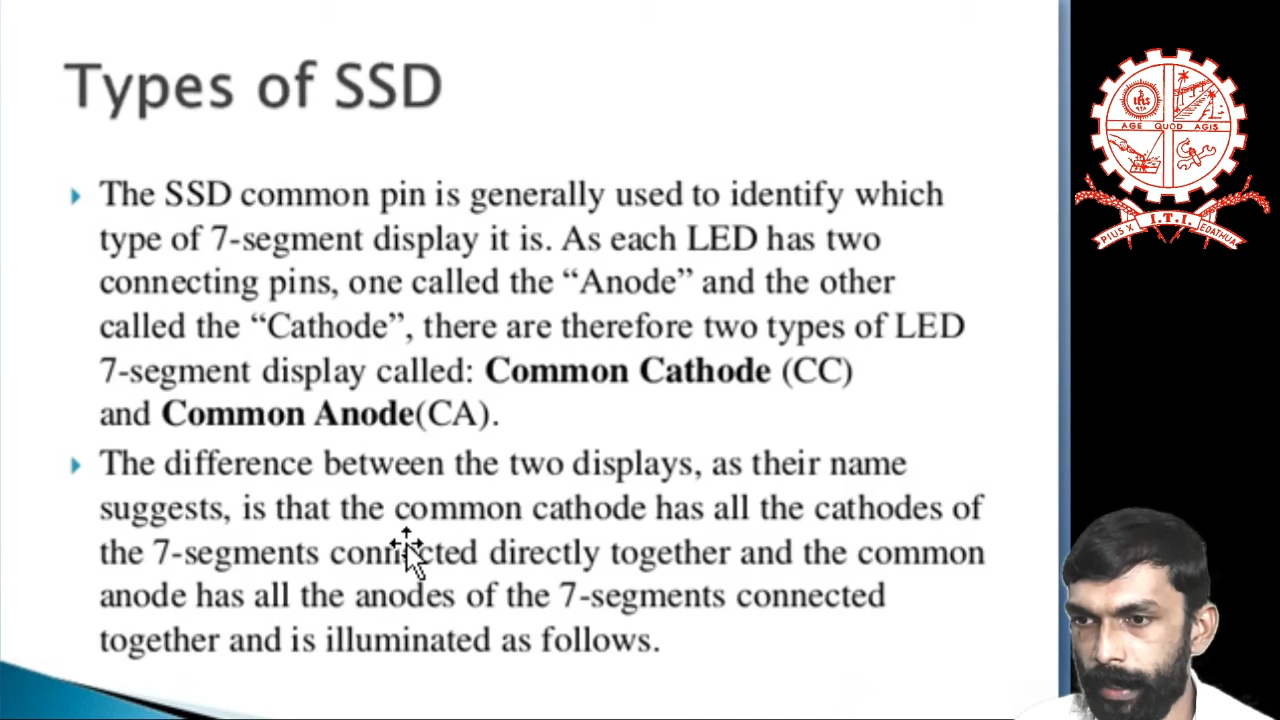 Types of SSD
The SSD common pin is generally used to identify which
type of 7-segment display it is. As each LED has two
connecting pins, one called the “Anode” and the other
called the “Cathode”, there are therefore two types of LED
7-segment display called: Common Cathode (CC)
and Common Anode(CA).
The difference between the two displays, as their name
suggests, is that the common cathode has all the cathodes of
the 7-segments connected directly together and the common
anode has all the anodes of the 7-segments connected
together and is illuminated as follows.
IHS
AGE QUOD AGIS
PIUS X I.T.I. EDATHUA